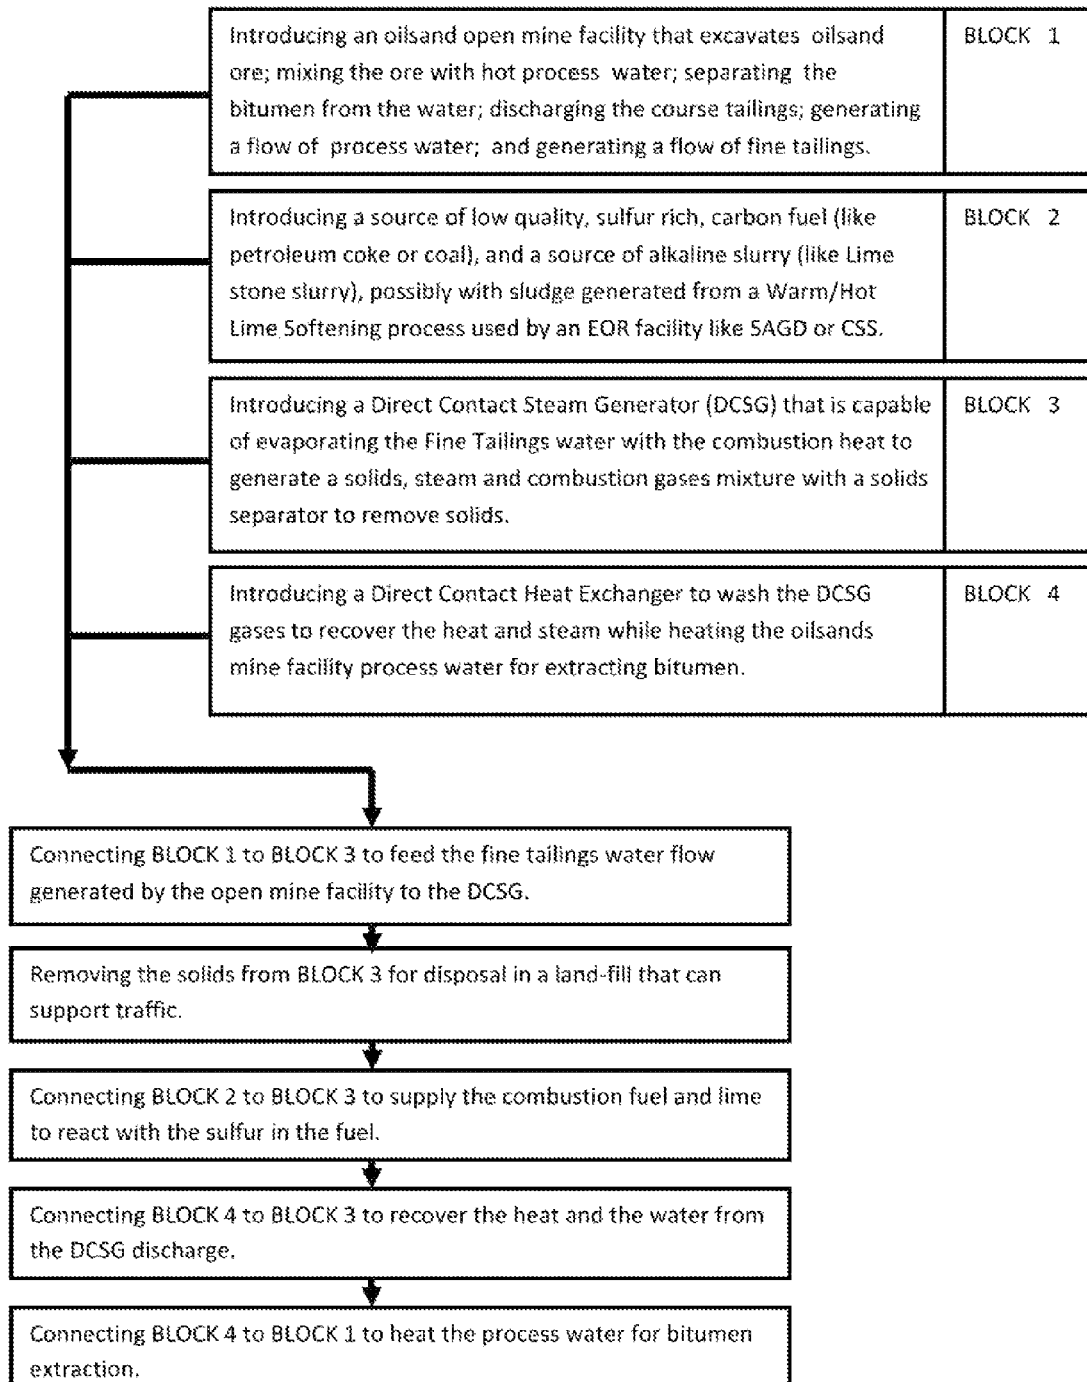 Introducing an oilsand open mine facility that excavates oilsand
BLOCK 1
ore; mixing the ore with hot process water; separating the
bitumen from the water; discharging the course tailings; generating
a flow of process water; and generating a flow of fine tailings.
Introducing a source of low quality, sulfur rich, carbon fuel (like
BLOCK 2
petroleum coke or coal), and a source of alkaline slurry (like Lime
stone slurry), possibly with sludge generated from a Warm/Hot
Lime Softening process used by an EOR facility like SAGD or CSS.
Introducing a Direct Contact Steam Generator (DCSG) that is capable
BLOCK 3
of evaporating the Fine Tailings water with the combustion heat to
generate a solids, steam and combustion gases mixture with a solids
separator to remove solids.
Introducing a Direct Contact Heat Exchanger to wash the DCSG
BLOCK 4
gases to recover the heat and steam while heating the oilsands
mine facility process water for extracting bitumen.
Connecting BLOCK 1 to BLOCK 3 to feed the fine tailings water flow
generated by the open mine facility to the DCSG.
Removing the solids from BLOCK 3 for disposal in a land-fill that can
support traffic.
Connecting BLOCK 2 to BLOCK 3 to supply the combustion fuel and lime
to react with the sulfur in the fuel.
Connecting BLOCK 4 to BLOCK 3 to recover the heat and the water from
the DCSG discharge.
Connecting BLOCK 4 to BLOCK 1 to heat the process water for bitumen
extraction.